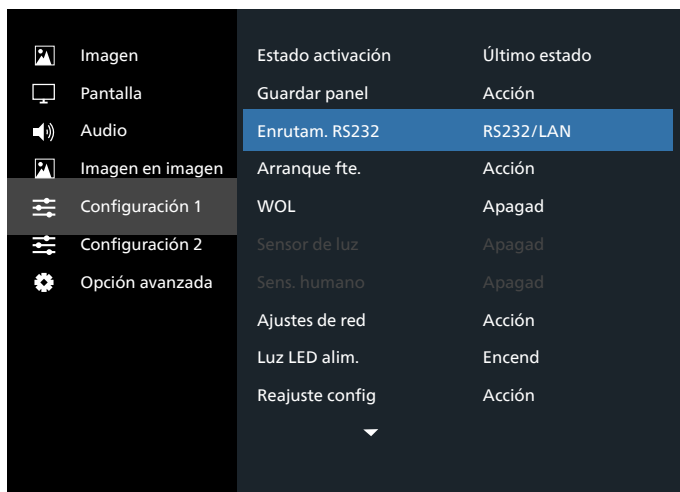 Imagen
Pantalla
Audio
Imagen en imagen
Configuración 1
Configuración 2
Opción avanzada
Estado activación Último estado
Guardar panel Acción
Enrutam. RS232 RS232/LAN
Arranque fte. Acción
WOL Apagad
Sensor de luz Apagad
Sens. humano Apagad
Ajustes de red Acción
Luz LED alim. Encend
Reajuste config Acción